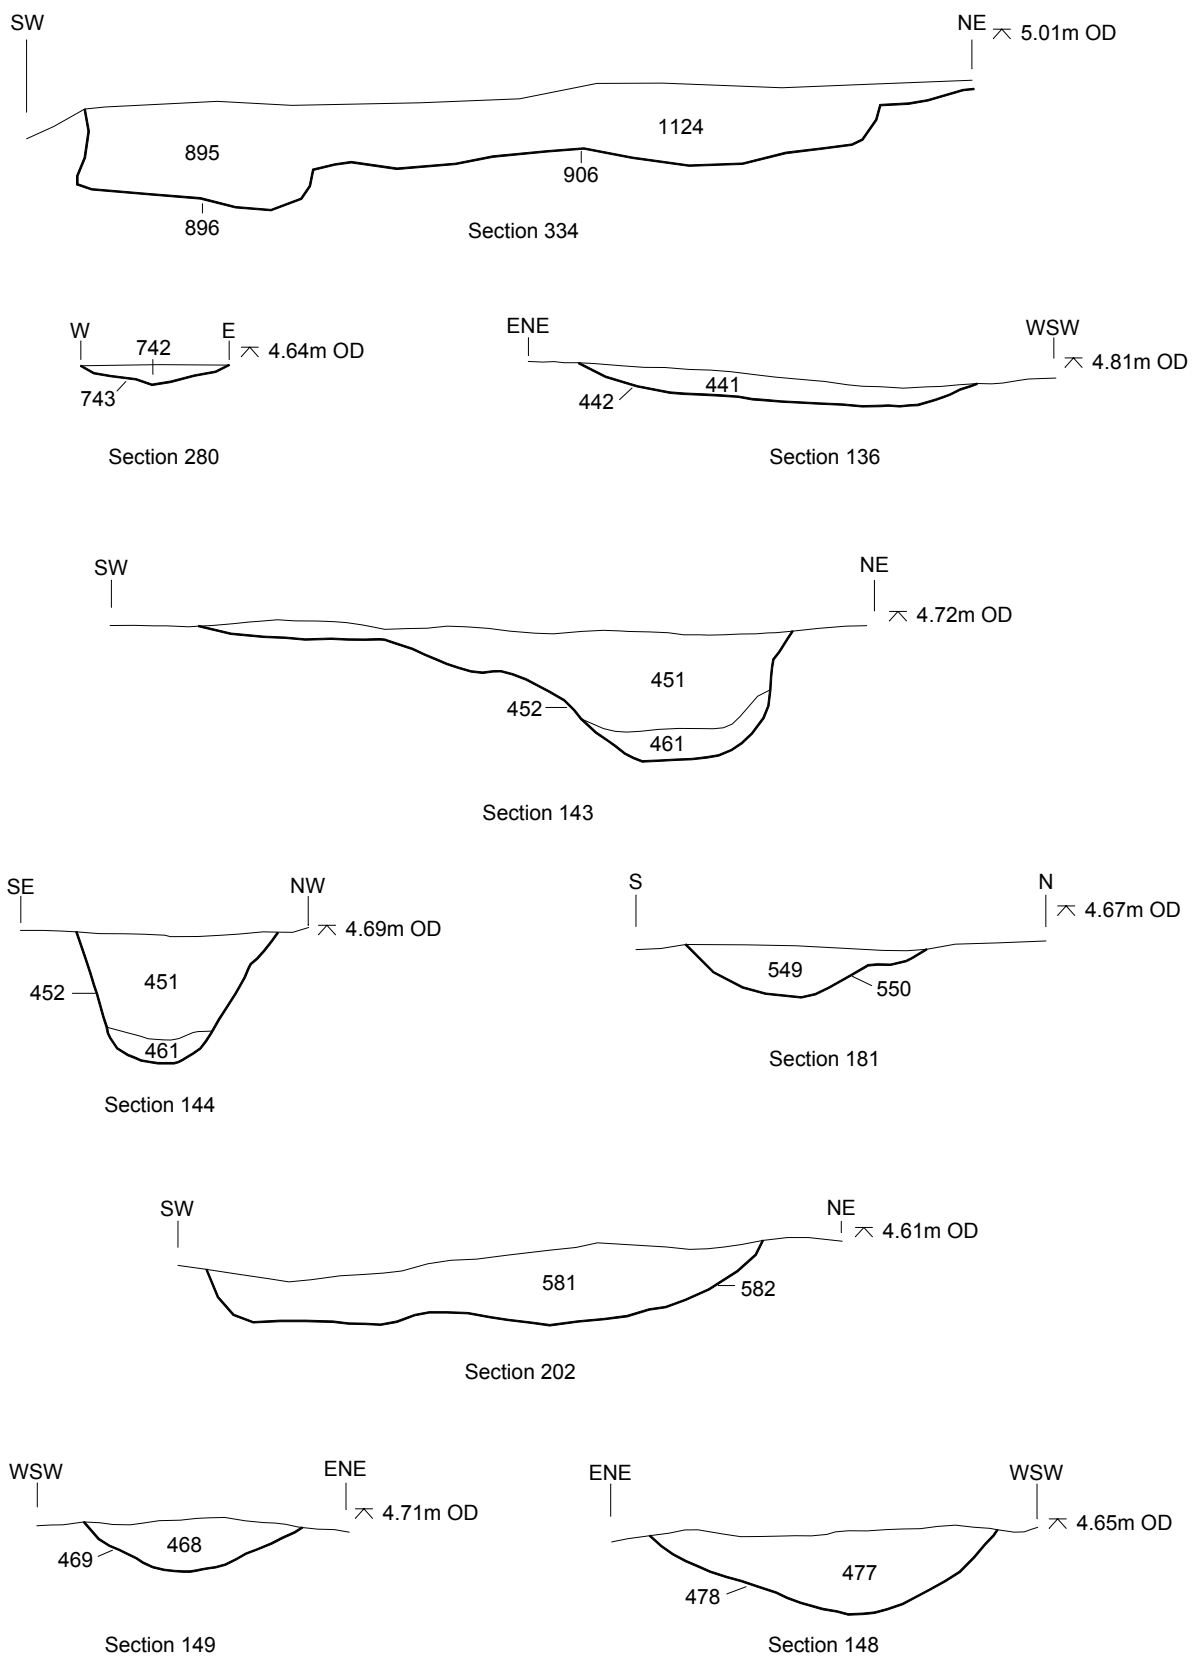 SW
NE
5.01m OD
895
1124
906
896
Section 334
W
E
742
4.64m OD
743
Section 280
ENE
WSW
4.81m OD
441
442
Section 136
SW
NE
4.72m OD
451
452
461
Section 143
SE
NW
4.69m OD
451
452
461
Section 144
S
N
4.67m OD
549
550
Section 181
SW
NE
4.61m OD
581
582
Section 202
WSW
ENE
4.71m OD
468
469
Section 149
ENE
WSW
4.65m OD
477
478
Section 148